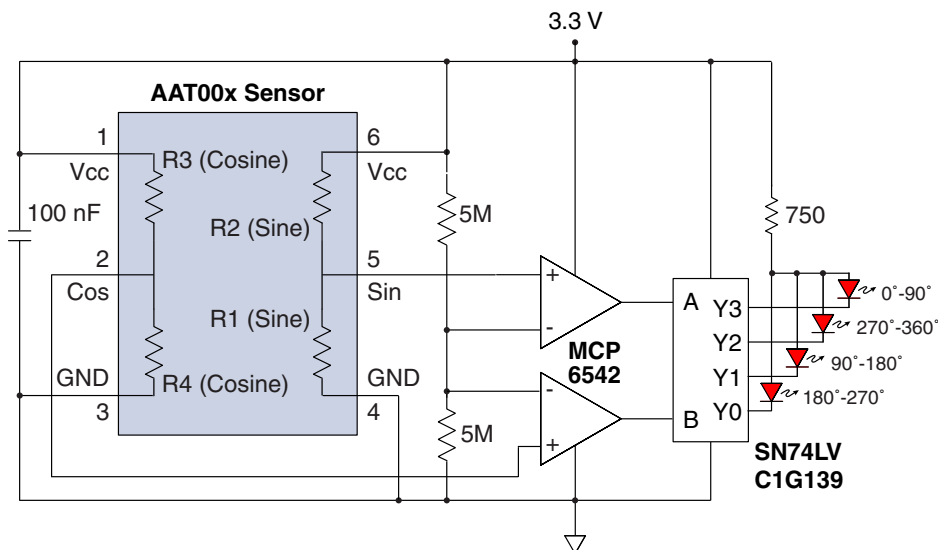 3.3 V
AAT00x Sensor
1
Vcc
R3 (Cosine)
6
Vcc
100 nF
R2 (Sine)
5M
750
2
Cos
5
Sin
+
-
A
Y3
0˚-90˚
R1 (Sine)
MCP
6542
Y2
270˚-360˚
GND
3
R4 (Cosine)
GND
4
-
+
Y1
90˚-180˚
5M
B
Y0
180˚-270˚
SN74LV
C1G139